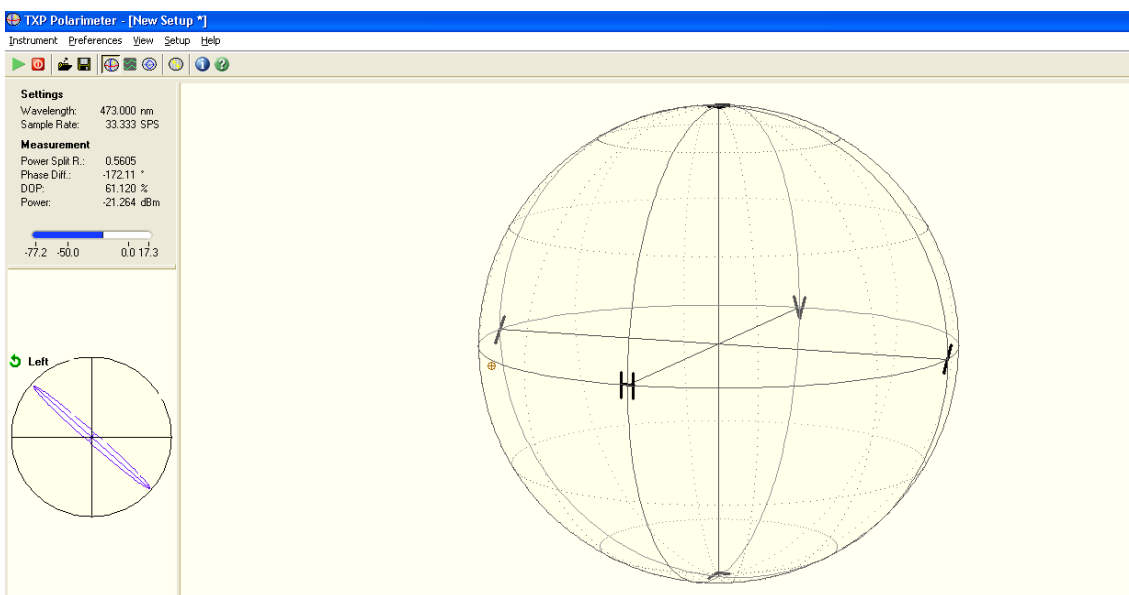 TXP Polarimeter - [New Setup *]
Instrument Preferences View Setup Help
Settings
Wavelength: 473.000 nm
Sample Rate: 33.333 SPS
Measurement
Power Split R.: 0.5605
Phase Diff.: -172.11 °
DOP: 61.120 %
Power: -21.264 dBm
-77.2 -50.0 0.0 17.3
Left
V
H